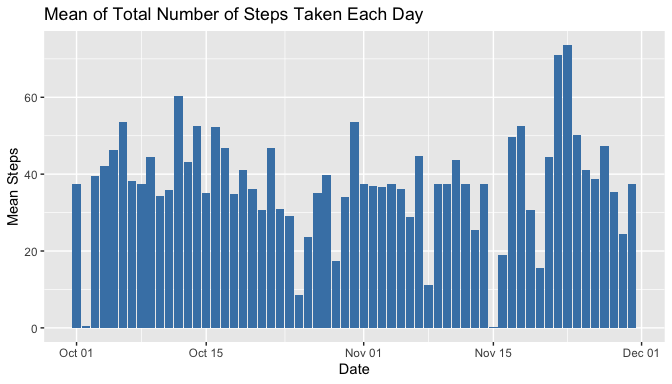 Mean of Total Number of Steps Taken Each Day
60
40
20
0
Mean Steps
Oct 01
Oct 15
Nov 01
Nov 15
Dec 01
Date